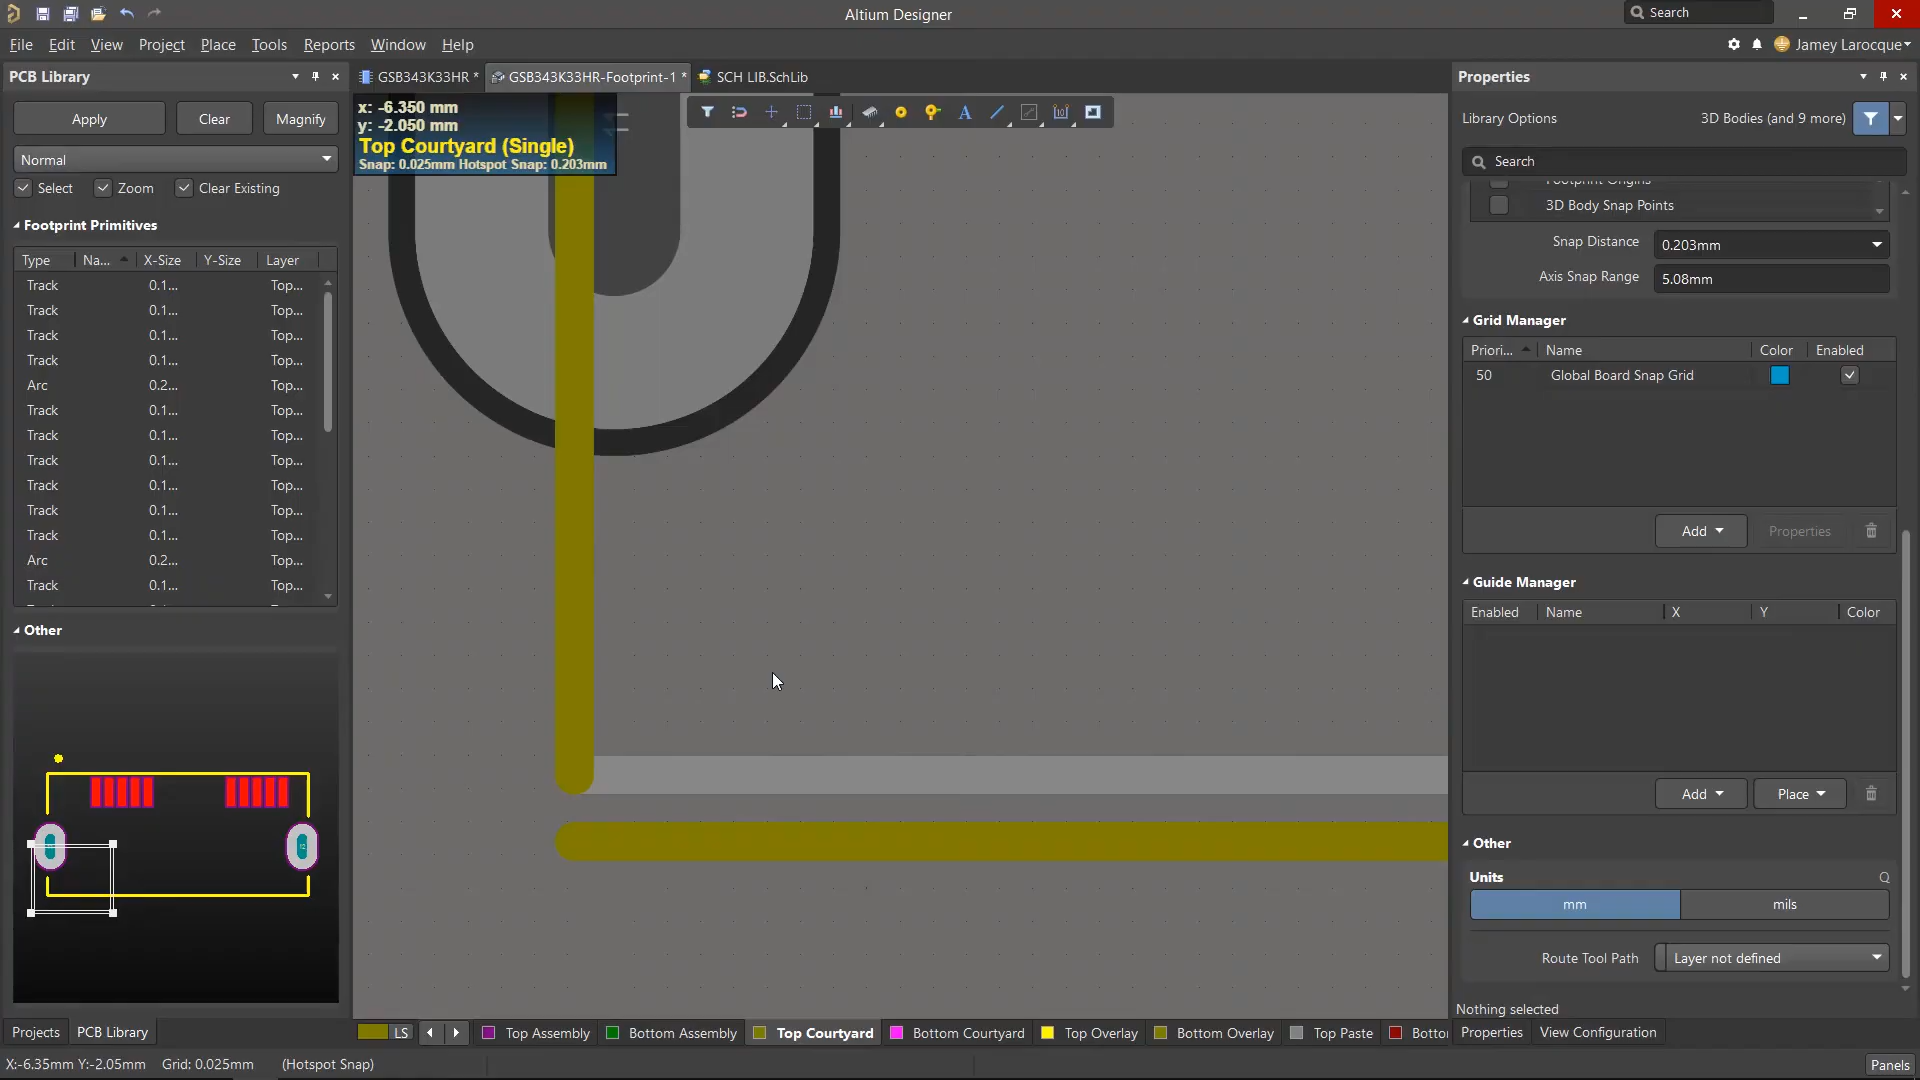 Altium Designer
Search
File Edit View Project Place Tools Reports Window Help
Jamey Larocque
PCB Library
GSB343K33HR *
GSB343K33HR-Footprint-1 *
SCH LIB.SchLib
Properties
Apply
Clear
Magnify
x: -6.350 mm
y: -2.050 mm
Top Courtyard (Single)
Snap: 0.025mm Hotspot Snap: 0.203mm
Library Options
3D Bodies (and 9 more)
Normal
Search
Select
Zoom
Clear Existing
Footprint Origins
3D Body Snap Points
Footprint Primitives
Snap Distance 0.203mm
Type Na... X-Size Y-Size Layer
Axis Snap Range 5.08mm
Track 0.1... Top...
Track 0.1... Top...
Track 0.1... Top...
Track 0.1... Top...
Arc 0.2... Top...
Track 0.1... Top...
Track 0.1... Top...
Track 0.1... Top...
Track 0.1... Top...
Track 0.1... Top...
Track 0.1... Top...
Arc 0.2... Top...
Track 0.1... Top...
Grid Manager
Priori... Name Color Enabled
50 Global Board Snap Grid
Add Properties
Guide Manager
Enabled Name X Y Color
Add Place
Other
Other
Units
mm mils
Route Tool Path Layer not defined
Nothing selected
Projects PCB Library
LS Top Assembly Bottom Assembly Top Courtyard Bottom Courtyard Top Overlay Bottom Overlay Top Paste Botto
Properties View Configuration
X:-6.35mm Y:-2.05mm Grid: 0.025mm (Hotspot Snap)
Panels